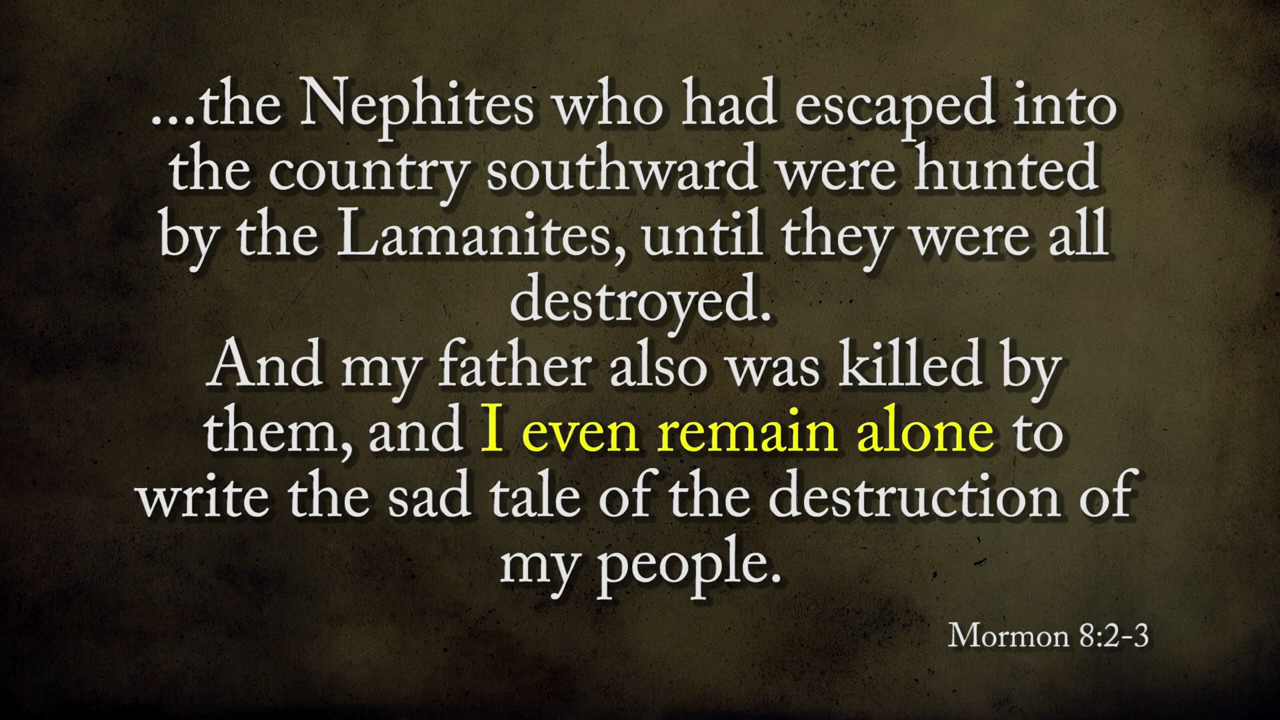 ...the Nephites who had escaped into
the country southward were hunted
by the Lamanites, until they were all
destroyed.
And my father also was killed by
them, and I even remain alone to
write the sad tale of the destruction of
my people.
Mormon 8:2-3